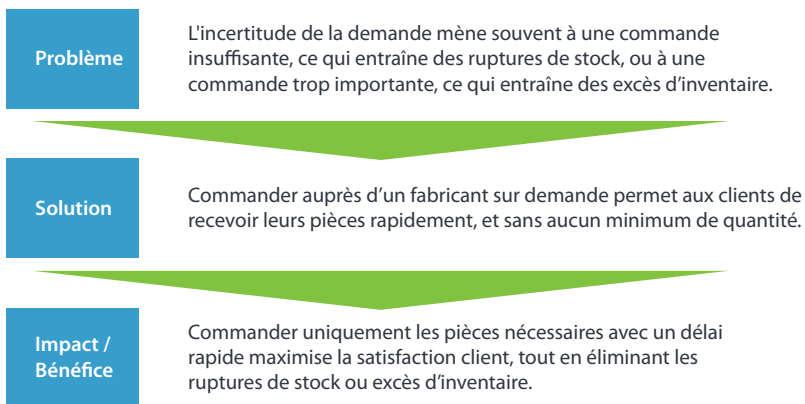 Problème
L'incertitude de la demande mène souvent à une commande
insuffisante, ce qui entraîne des ruptures de stock, ou à une
commande trop importante, ce qui entraîne des excès d’inventaire.
Solution
Commander auprès d’un fabricant sur demande permet aux clients de
recevoir leurs pièces rapidement, et sans aucun minimum de quantité.
Impact /
Bénéfice
Commander uniquement les pièces nécessaires avec un délai
rapide maximise la satisfaction client, tout en éliminant les
ruptures de stock ou excès d’inventaire.